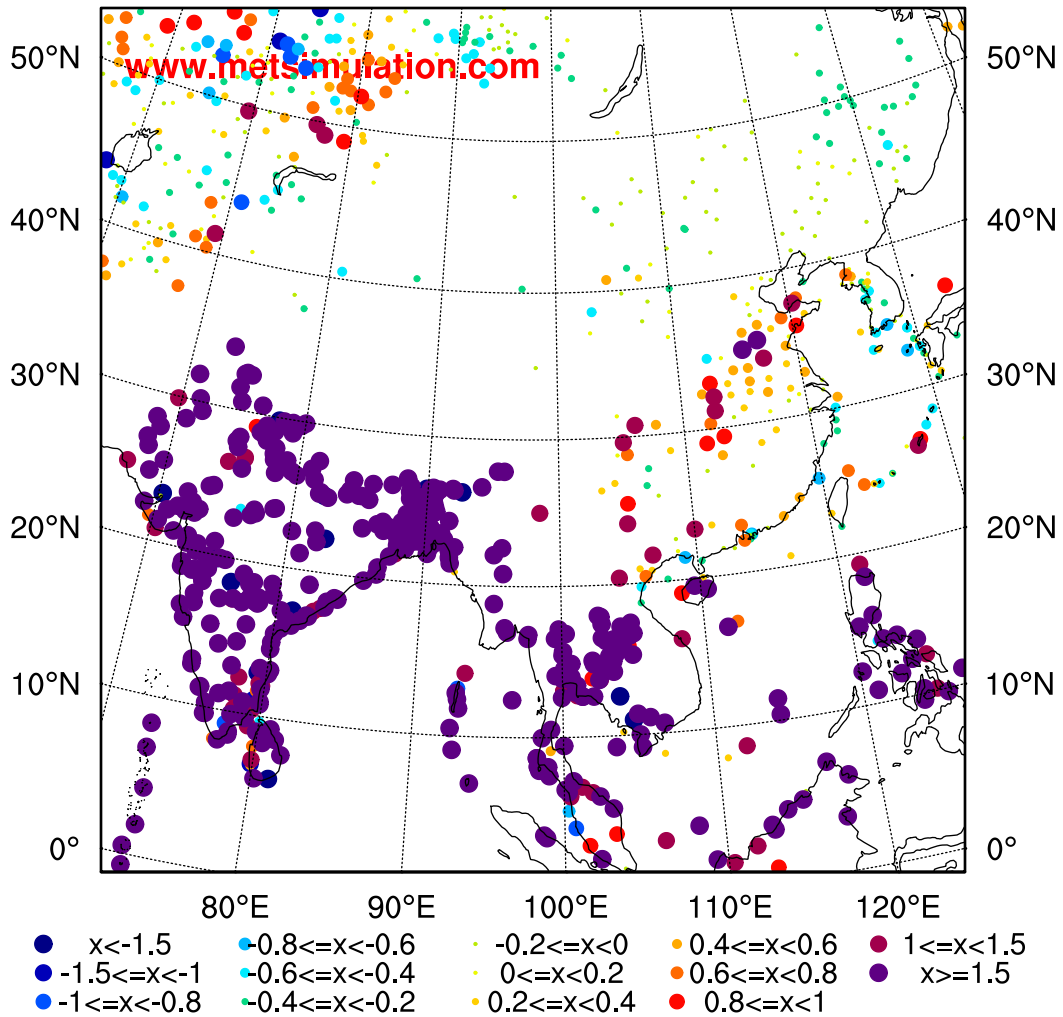 50°N 50°N
www.metsimulation.com
40°N 40°N
30°N 30°N
20°N 20°N
10°N 10°N
0° 0°
80°E 90°E 100°E 110°E 120°E
x<-1.5 -0.8<=x<-0.6 -0.2<=x<0 0.4<=x<0.6 1<=x<1.5
-1.5<=x<-1 -0.6<=x<-0.4 0<=x<0.2 0.6<=x<0.8 x>=1.5
-1<=x<-0.8 -0.4<=x<-0.2 0.2<=x<0.4 0.8<=x<1